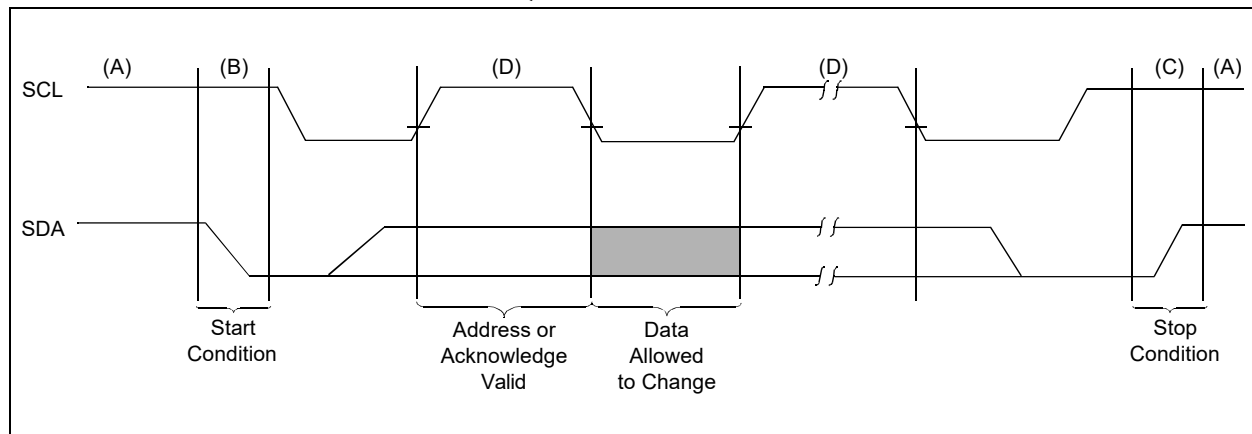 (A)
(B)
(D)
(D)
(C)
(A)
SCL
SDA
Start
Condition
Address or
Acknowledge
Valid
Data
Allowed
to Change
Stop
Condition